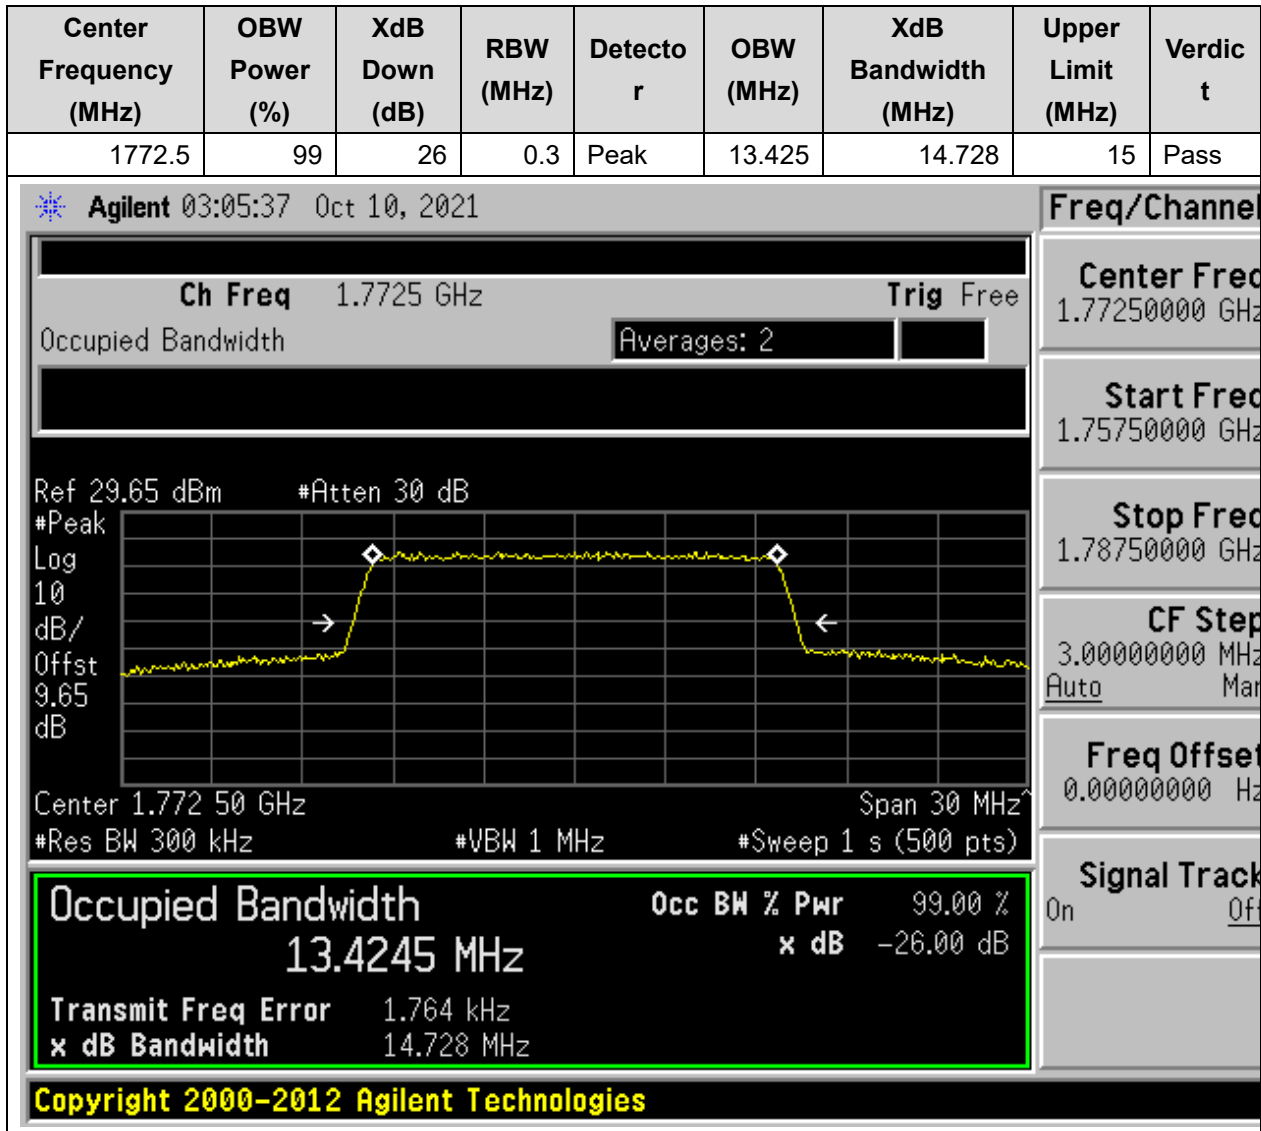 Center Frequency (MHz) OBW Power (%) XdB Down (dB) RBW (MHz) Detecto r OBW (MHz) XdB Bandwidth (MHz) Upper Limit (MHz) Verdic t
1772.5 99 26 0.3 Peak 13.425 14.728 15 Pass
Agilent 03:05:37 Oct 10, 2021
Freq/Channel
Ch Freq 1.7725 GHz Trig Free
Occupied Bandwidth Averages: 2
Center Freq
1.77250000 GHz
Start Freq
1.75750000 GHz
Stop Freq
1.78750000 GHz
CF Step
3.00000000 MHz
Auto Man
Freq Offset
0.00000000 Hz
Signal Track
On Off
Ref 29.65 dBm #Atten 30 dB
#Peak
Log
10
dB/
Offst
9.65
dB
Center 1.772 50 GHz Span 30 MHz^
#Res BW 300 kHz #VBW 1 MHz #Sweep 1 s (500 pts)
Occupied Bandwidth Occ BW % Pwr 99.00 %
13.4245 MHz x dB -26.00 dB
Transmit Freq Error 1.764 kHz
x dB Bandwidth 14.728 MHz
Copyright 2000-2012 Agilent Technologies